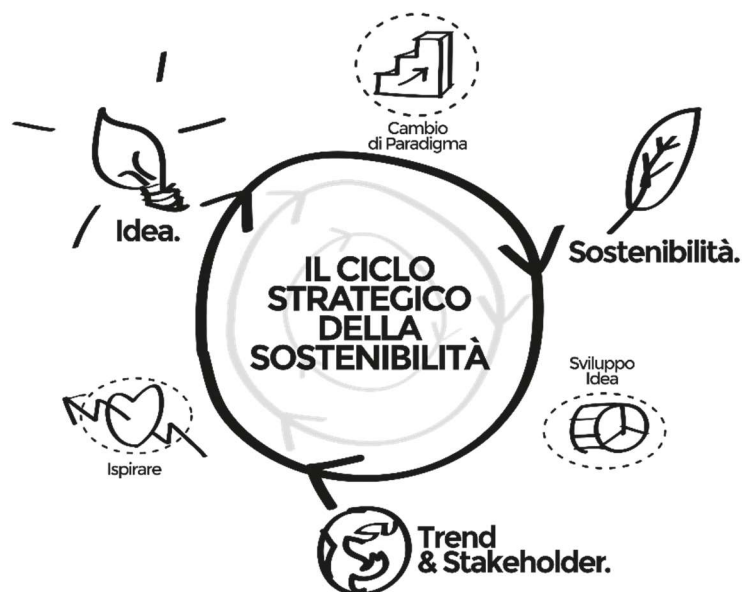 Cambio
di Paradigma
Idea.
Sostenibilità.
IL CICLO
STRATEGICO
DELLA
SOSTENIBILITÀ
Sviluppo
Idea
Ispirare
Trend
& Stakeholder.